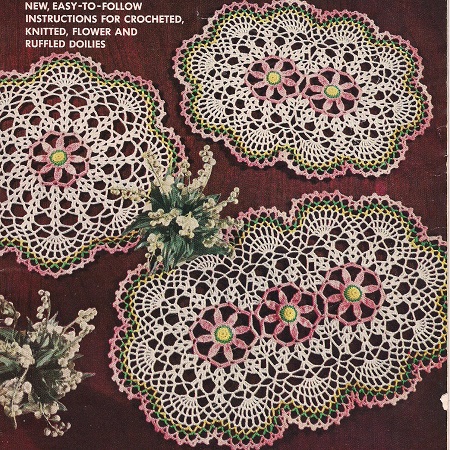 NEW, EASY-TO-FOLLOW
INSTRUCTIONS FOR CROCHETED,
KNITTED, FLOWER AND
RUFFLED DOILIES